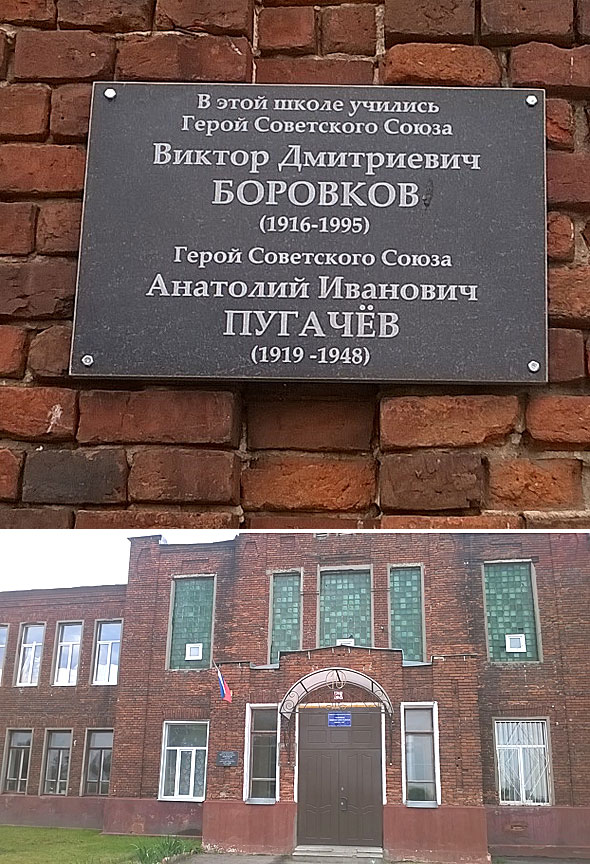 В этой школе учились
Герой Советского Союза
Виктор Дмитриевич
БОРОВКОВ
(1916-1995)
Герой Советского Союза
Анатолий Иванович
ПУГАЧЁВ
(1919 -1948)